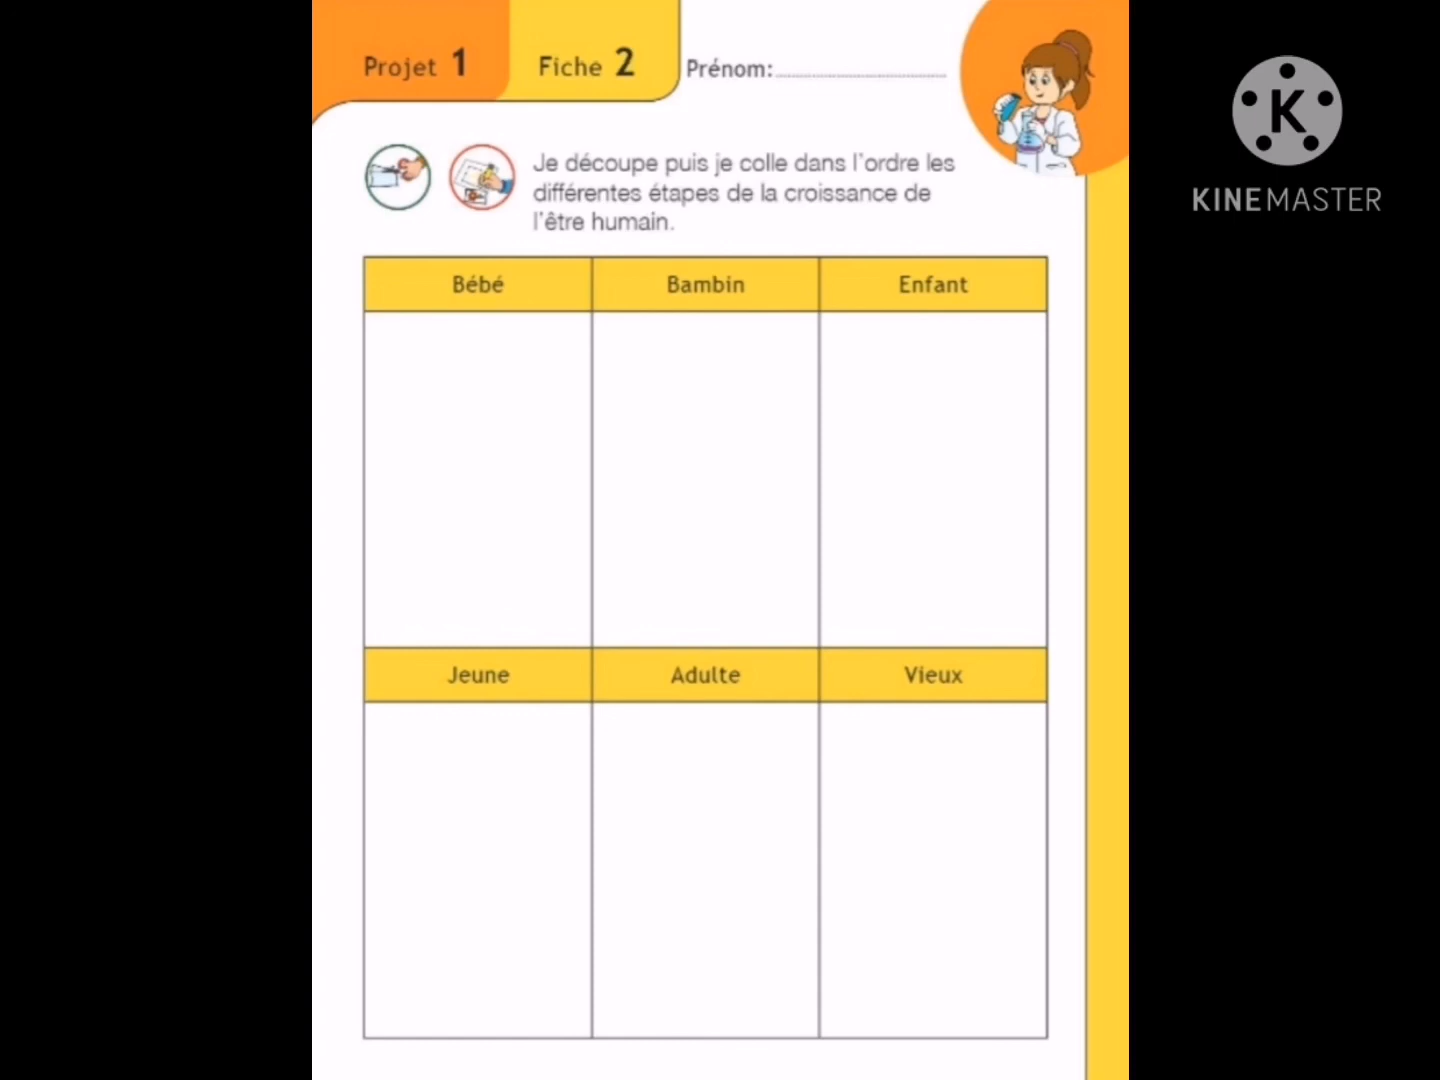 Projet 1
Fiche 2
Prénom:
K
KINEMASTER
Je découpe puis je colle dans l'ordre les
différentes étapes de la croissance de
l'être humain.
Bébé
Bambin
Enfant
Jeune
Adulte
Vieux